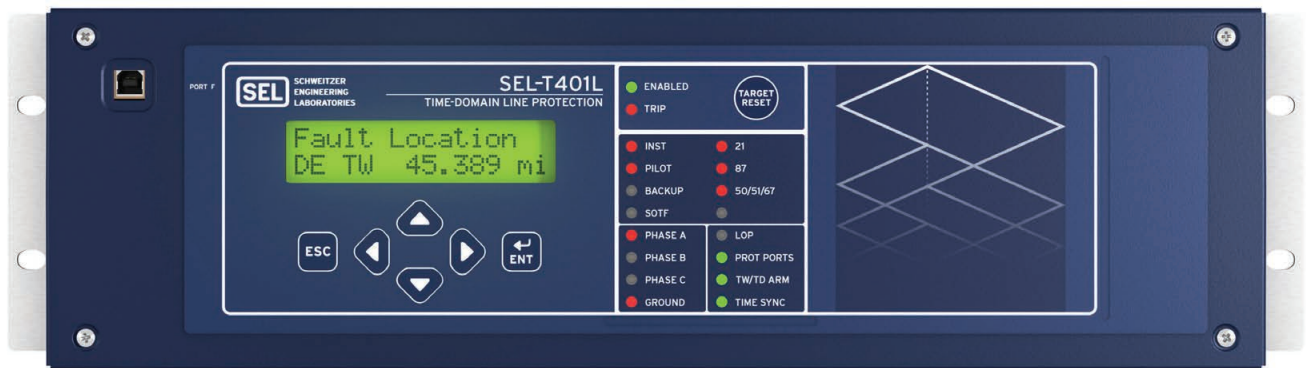 PORT F
SEL
SCHWEITZER
ENGINEERING
LABORATORIES
SEL-T401L
TIME-DOMAIN LINE PROTECTION
Fault Location
DE TW 45.389 mi
ESC
ENT
ENABLED
TRIP
TARGET
RESET
INST
PILOT
BACKUP
SOTF
21
87
50/51/67
PHASE A
PHASE B
PHASE C
GROUND
LOP
PROT PORTS
TW/TD ARM
TIME SYNC